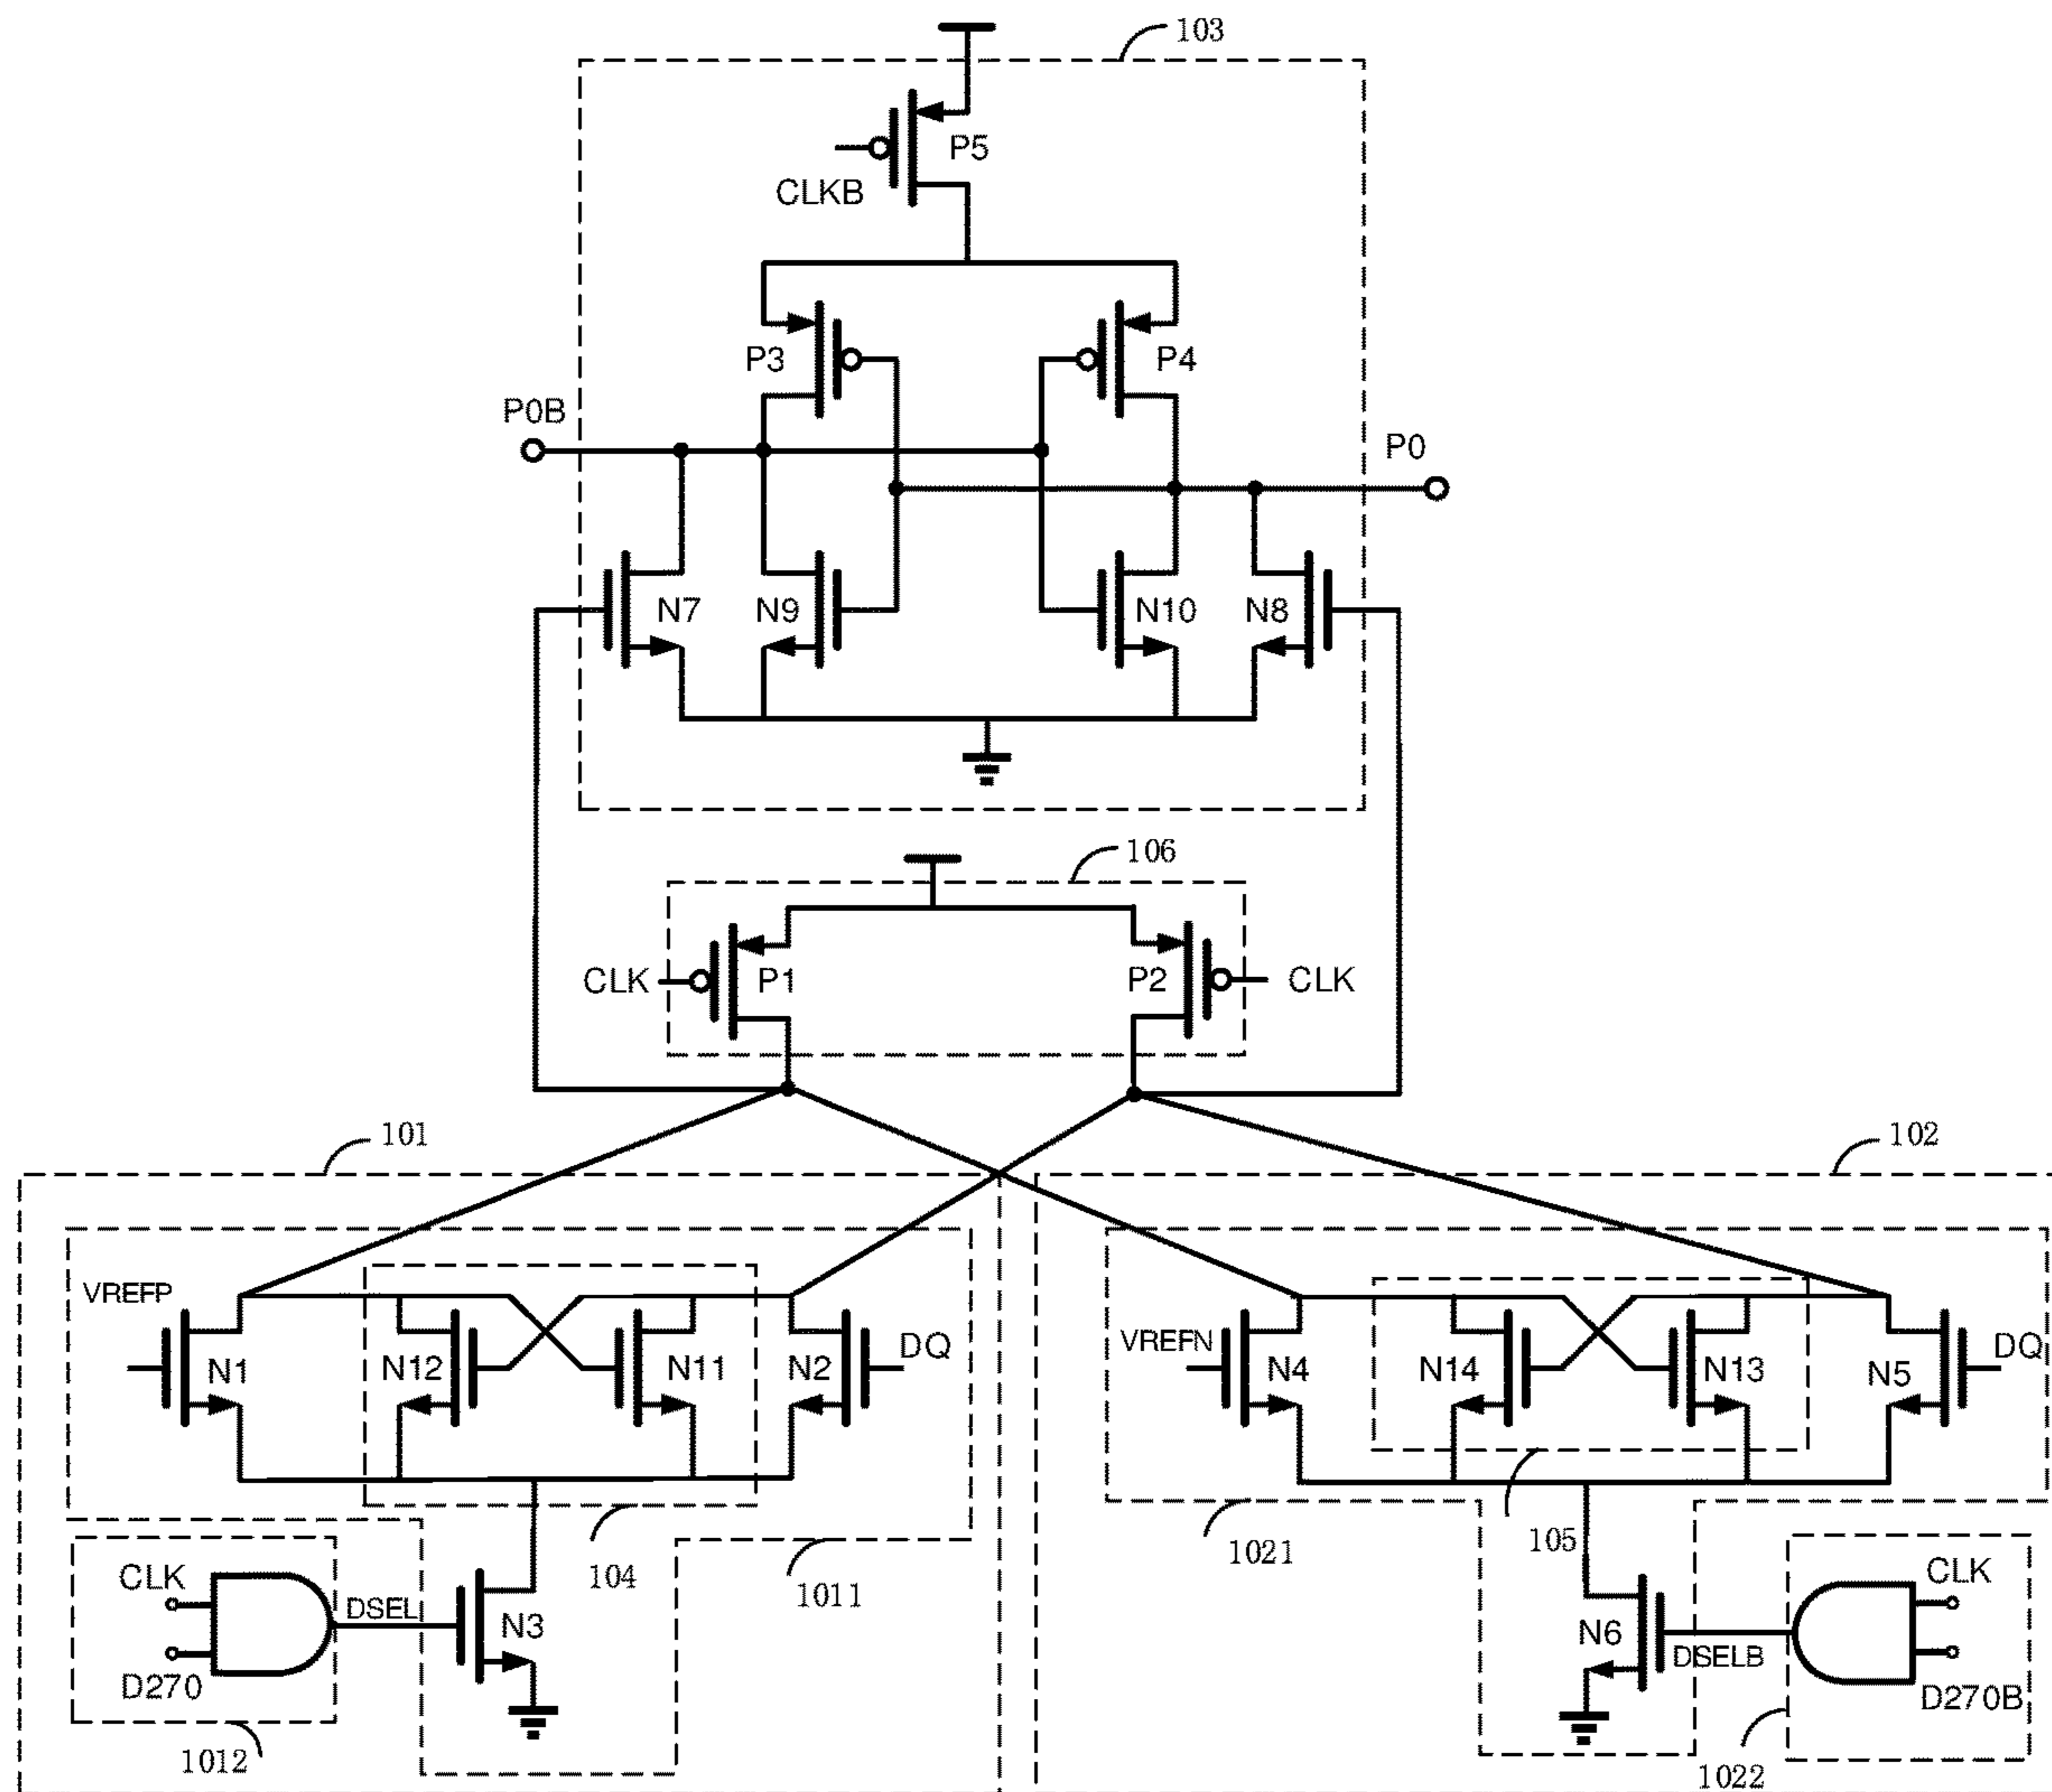 103
P5
CLKB
P3
P4
P0B
P0
N7
N9
N10
N8
106
CLK
P1
P2
CLK
101
102
VREFP
N1
N12
N11
N2
DQ
VREFN
N4
N14
N13
N5
DQ
CLK
DSEL
N3
D270
104
1011
1012
1021
105
N6
DSELB
CLK
D270B
1022